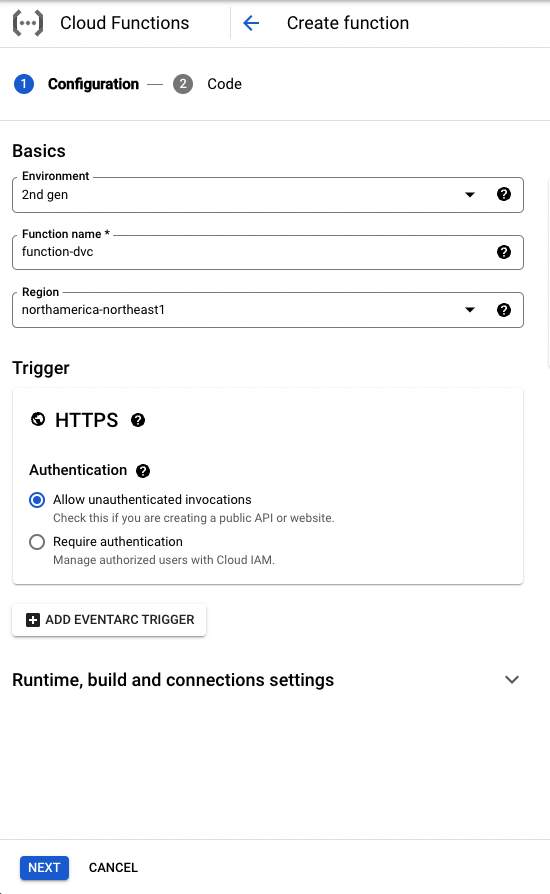 Cloud Functions
Create function
1 Configuration — 2 Code
Basics
Environment
2nd gen
Function name *
function-dvc
Region
northamerica-northeast1
Trigger
HTTPS
Authentication
Allow unauthenticated invocations
Check this if you are creating a public API or website.
Require authentication
Manage authorized users with Cloud IAM.
ADD EVENTARC TRIGGER
Runtime, build and connections settings
NEXT CANCEL